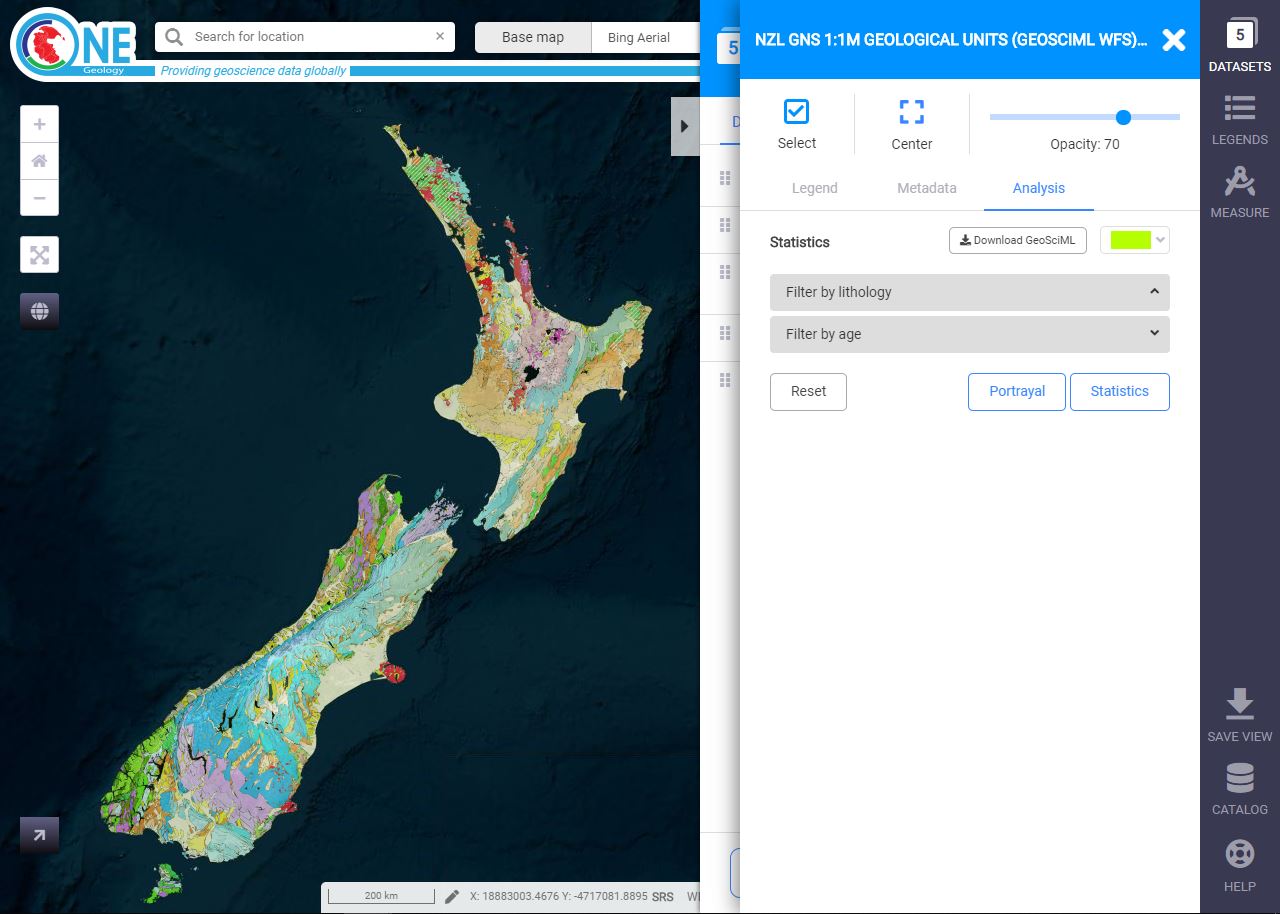 ONE
Geology
Providing geoscience data globally
Search for location
Base map
Bing Aerial
5
NZL GNS 1:1M GEOLOGICAL UNITS (GEOSCIML WFS)...
Select
Center
Opacity: 70
Legend
Metadata
Analysis
Statistics
Download GeoSciML
Filter by lithology
Filter by age
Reset
Portrayal
Statistics
5
DATASETS
LEGENDS
MEASURE
SAVE VIEW
CATALOG
HELP
200 km
X: 18883003.4676 Y: -4717081.8895 SRS